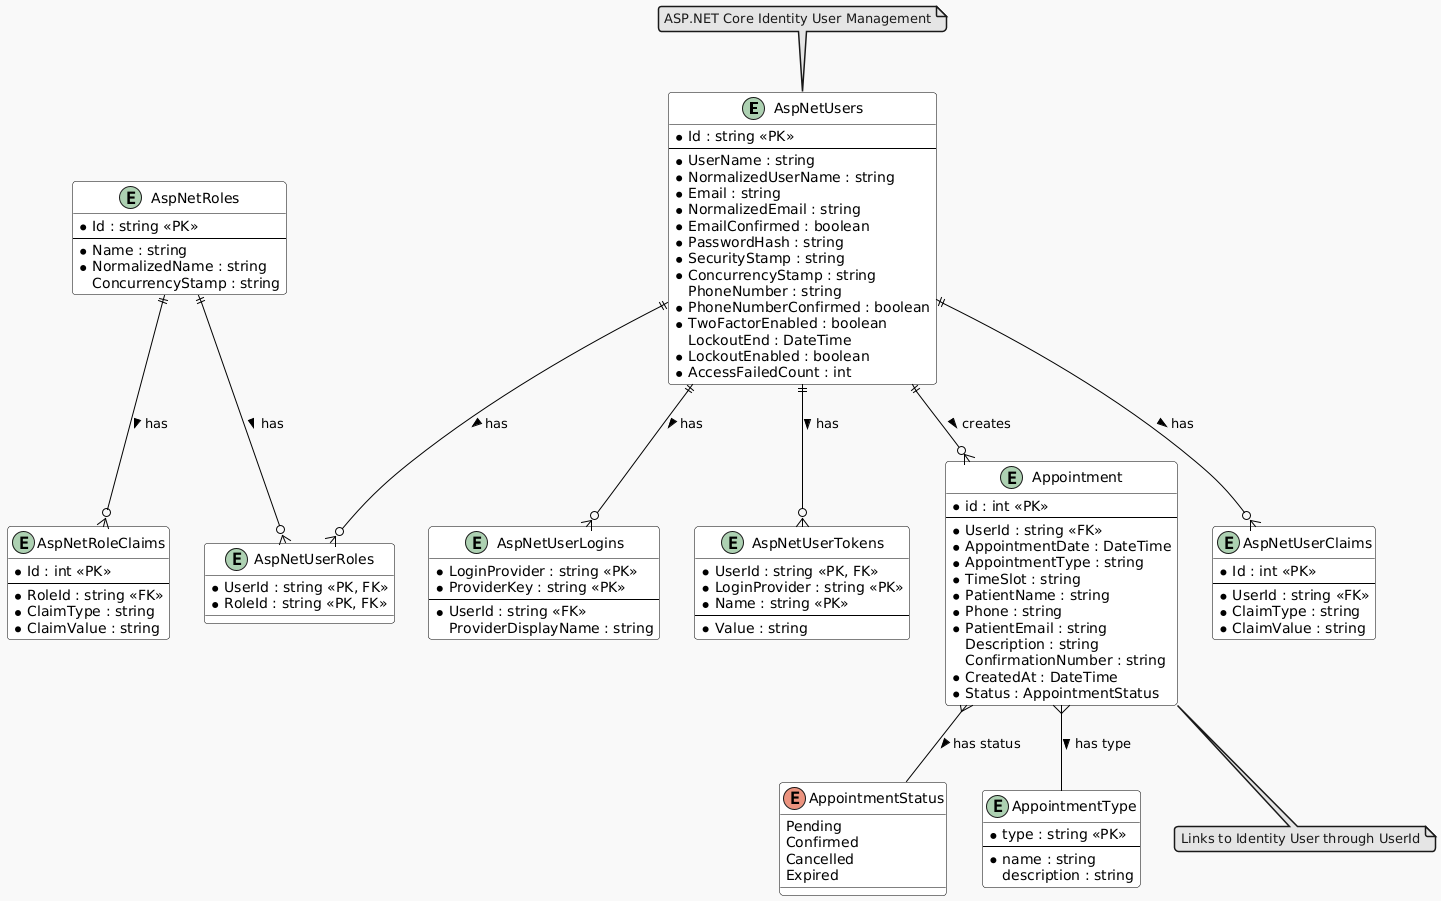 ASP.NET Core Identity User Management
E AspNetUsers
* Id : string «PK»
* UserName : string
* NormalizedUserName : string
* Email : string
* NormalizedEmail : string
* EmailConfirmed : boolean
* PasswordHash : string
* SecurityStamp : string
* ConcurrencyStamp : string
PhoneNumber : string
* PhoneNumberConfirmed : boolean
* TwoFactorEnabled : boolean
LockoutEnd : DateTime
* LockoutEnabled : boolean
* AccessFailedCount : int
E AspNetRoles
* Id : string «PK»
* Name : string
* NormalizedName : string
ConcurrencyStamp : string
has
has
has
has
has
creates
has
E AspNetRoleClaims
* Id : int «PK»
* RoleId : string «FK»
* ClaimType : string
* ClaimValue : string
E AspNetUserRoles
* UserId : string «PK, FK»
* RoleId : string «PK, FK»
E AspNetUserLogins
* LoginProvider : string «PK»
* ProviderKey : string «PK»
* UserId : string «FK»
ProviderDisplayName : string
E AspNetUserTokens
* UserId : string «PK, FK»
* LoginProvider : string «PK»
* Name : string «PK»
* Value : string
E Appointment
* id : int «PK»
* UserId : string «FK»
* AppointmentDate : DateTime
* AppointmentType : string
* TimeSlot : string
* PatientName : string
* Phone : string
* PatientEmail : string
Description : string
ConfirmationNumber : string
* CreatedAt : DateTime
* Status : AppointmentStatus
E AspNetUserClaims
* Id : int «PK»
* UserId : string «FK»
* ClaimType : string
* ClaimValue : string
has status
has type
E AppointmentStatus
Pending
Confirmed
Cancelled
Expired
E AppointmentType
* type : string «PK»
* name : string
description : string
Links to Identity User through UserId